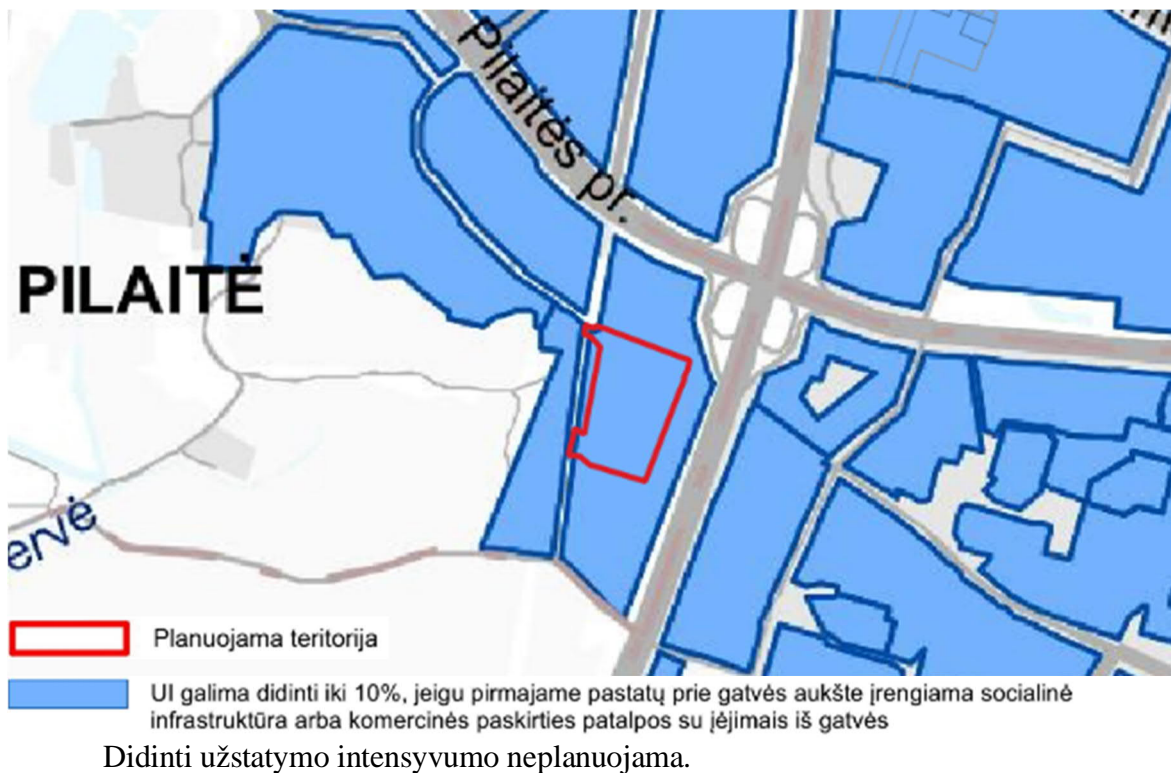 Pilaitės pr.
PILAITĖ
ervė
Planuojama teritorija
UI galima didinti iki 10%, jeigu pirmajame pastatų prie gatvės aukšte įrengiama socialinė
infrastruktūra arba komercinės paskirties patalpos su įėjimais iš gatvės
Didinti užstatymo intensyvumo neplanuojama.